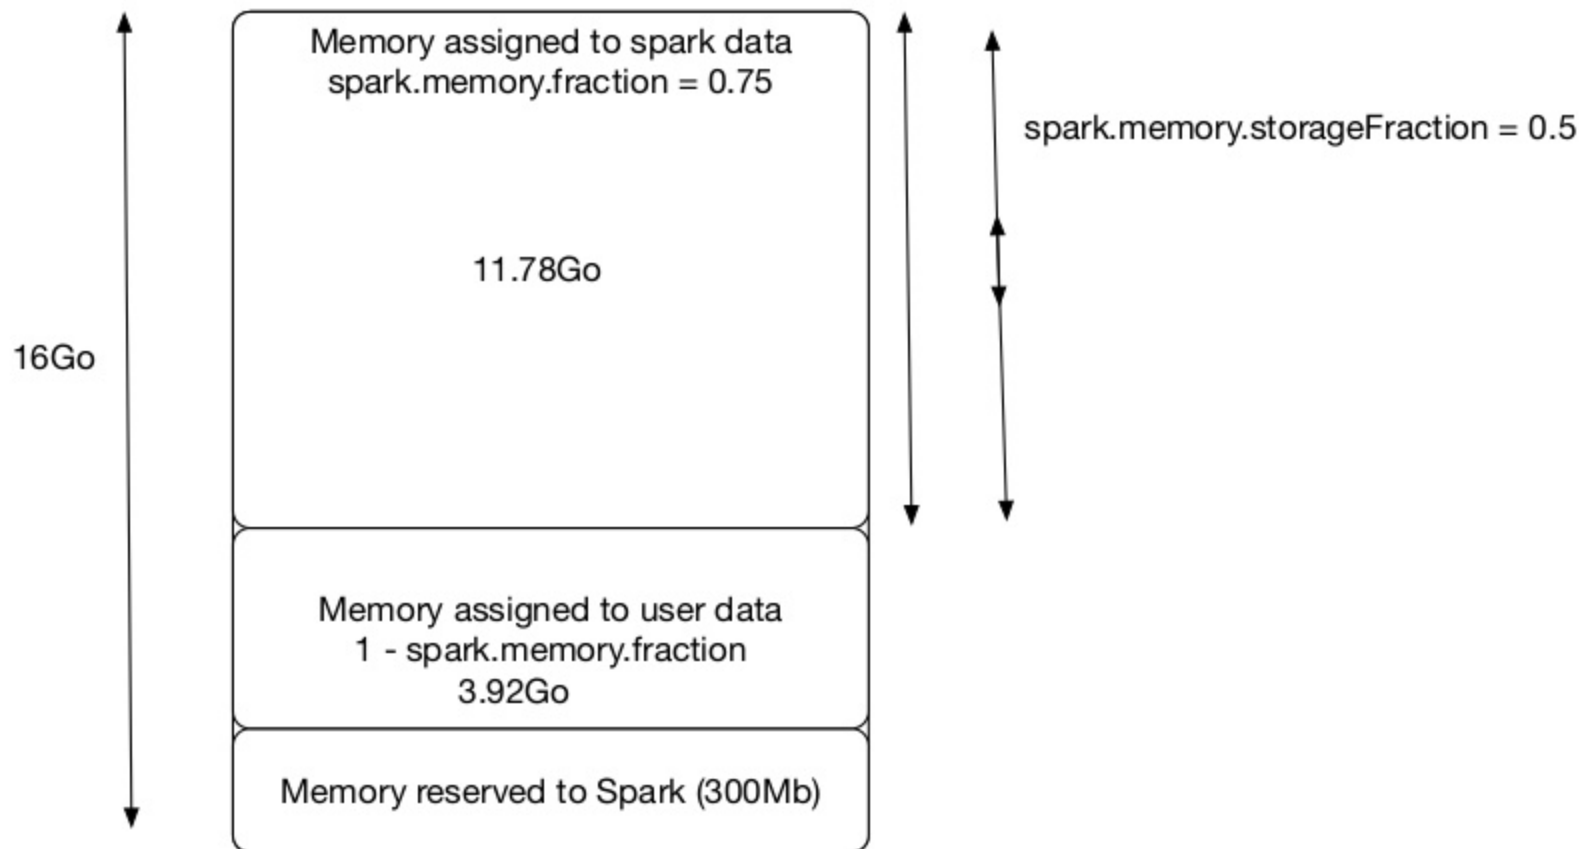 Memory assigned to spark data
spark.memory.fraction = 0.75
spark.memory.storageFraction = 0.5
11.78Go
16Go
Memory assigned to user data
1 - spark.memory.fraction
3.92Go
Memory reserved to Spark (300Mb)